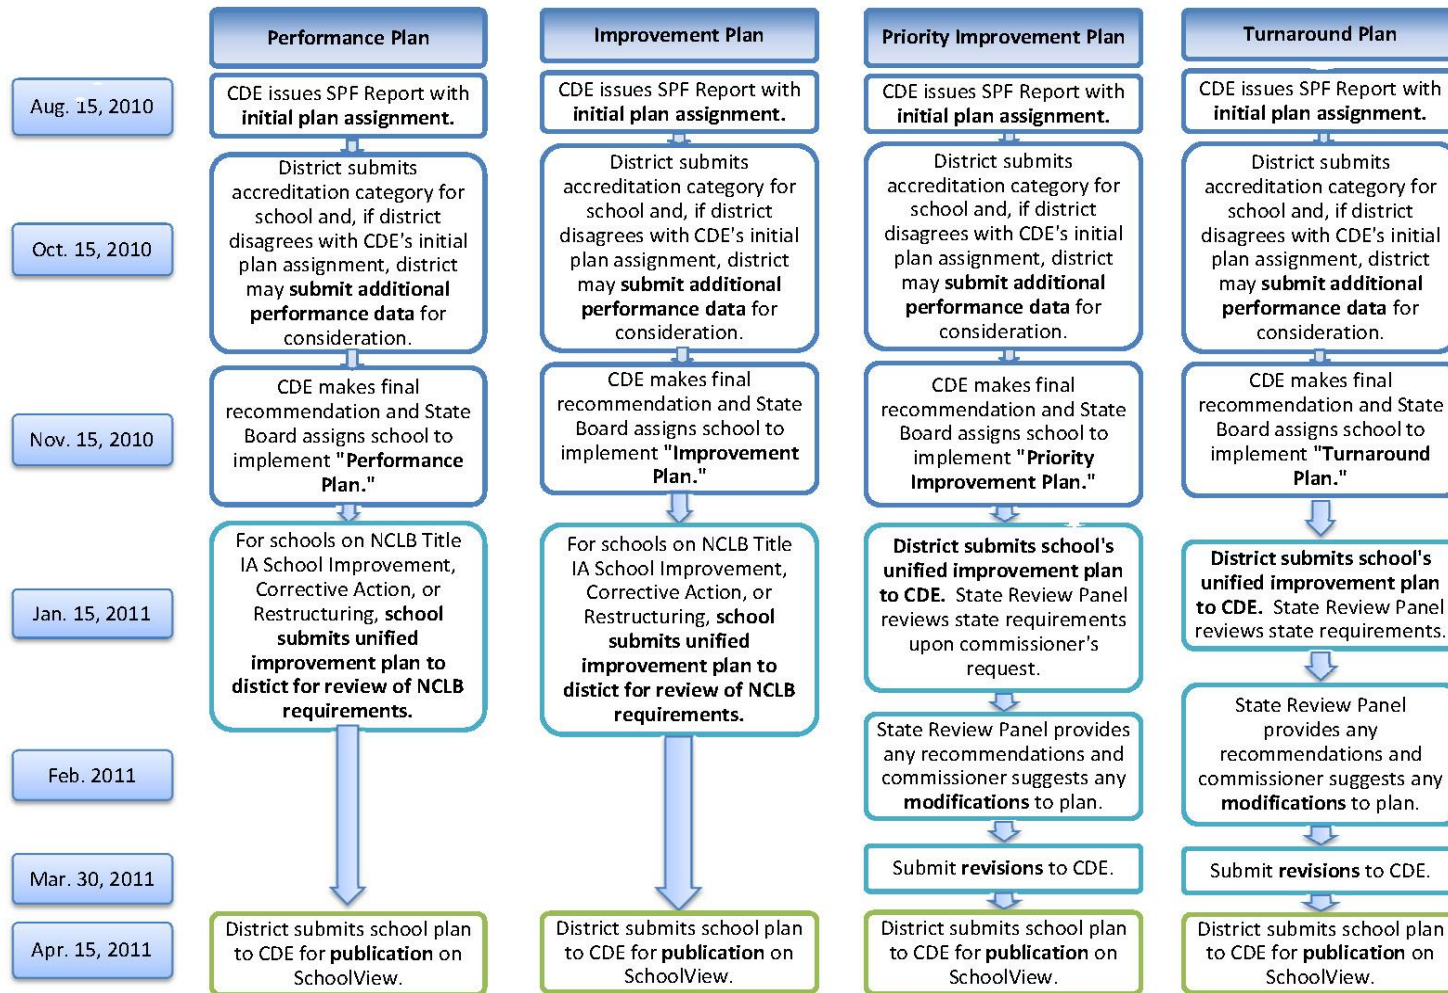 Performance Plan
Improvement Plan
Priority Improvement Plan
Turnaround Plan
Aug. 15, 2010
CDE issues SPF Report with
initial plan assignment.
CDE issues SPF Report with
initial plan assignment.
CDE issues SPF Report with
initial plan assignment.
CDE issues SPF Report with
initial plan assignment.
Oct. 15, 2010
District submits
accreditation category for
school and, if district
disagrees with CDE's initial
plan assignment, district
may submit additional
performance data for
consideration.
District submits
accreditation category for
school and, if district
disagrees with CDE's initial
plan assignment, district
may submit additional
performance data for
consideration.
District submits
accreditation category for
school and, if district
disagrees with CDE's initial
plan assignment, district
may submit additional
performance data for
consideration.
District submits
accreditation category for
school and, if district
disagrees with CDE's initial
plan assignment, district
may submit additional
performance data for
consideration.
Nov. 15, 2010
CDE makes final
recommendation and State
Board assigns school to
implement "Performance
Plan."
CDE makes final
recommendation and State
Board assigns school to
implement "Improvement
Plan."
CDE makes final
recommendation and State
Board assigns school to
implement "Priority
Improvement Plan."
CDE makes final
recommendation and State
Board assigns school to
implement "Turnaround
Plan."
Jan. 15, 2011
For schools on NCLB Title
IA School Improvement,
Corrective Action, or
Restructuring, school
submits unified
improvement plan to
distict for review of NCLB
requirements.
For schools on NCLB Title
IA School Improvement,
Corrective Action, or
Restructuring, school
submits unified
improvement plan to
distict for review of NCLB
requirements.
District submits school's
unified improvement plan
to CDE. State Review Panel
reviews state requirements
upon commissioner's
request.
District submits school's
unified improvement plan
to CDE. State Review Panel
reviews state requirements.
Feb. 2011
State Review Panel provides
any recommendations and
commissioner suggests any
modifications to plan.
State Review Panel
provides any
recommendations and
commissioner suggests any
modifications to plan.
Mar. 30, 2011
Submit revisions to CDE.
Submit revisions to CDE.
Apr. 15, 2011
District submits school plan
to CDE for publication on
SchoolView.
District submits school plan
to CDE for publication on
SchoolView.
District submits school plan
to CDE for publication on
SchoolView.
District submits school plan
to CDE for publication on
SchoolView.